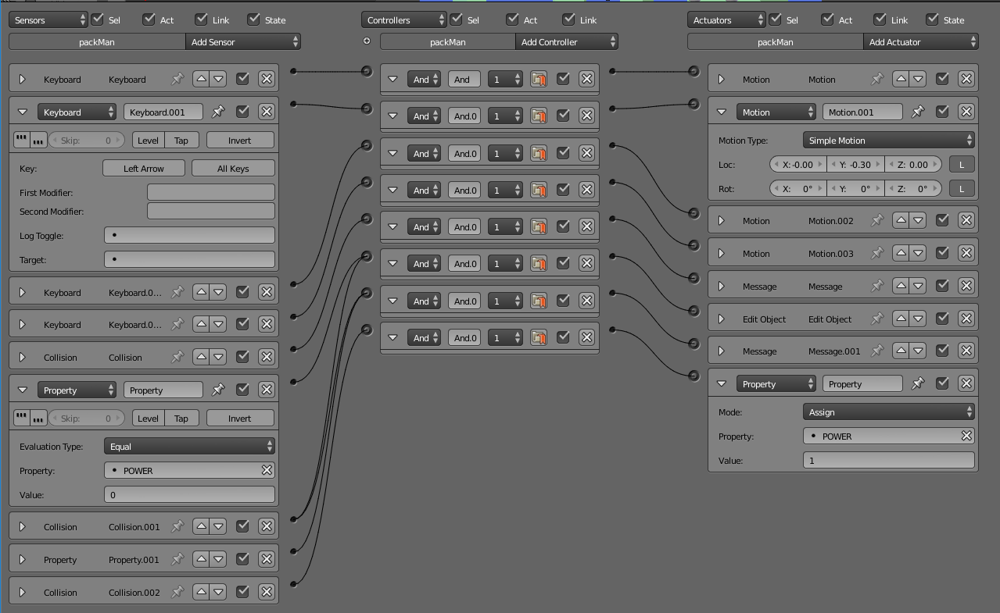 Sensors Sel Act Link State Controllers Sel Act Link Actuators Sel Act Link State
packMan Add Sensor packMan Add Controller packMan Add Actuator
Keyboard Keyboard
Keyboard Keyboard.001
Skip: 0 Level Tap Invert
Key: Left Arrow All Keys
First Modifier:
Second Modifier:
Log Toggle:
Target:
Keyboard Keyboard.0...
Keyboard Keyboard.0...
Collision Collision
Property Property
Skip: 0 Level Tap Invert
Evaluation Type: Equal
Property: POWER
Value: 0
Collision Collision.001
Property Property.001
Collision Collision.002
And And 1
And And.0 1
And And.0 1
And And.0 1
And And.0 1
And And.0 1
And And.0 1
And And.0 1
Motion Motion
Motion Motion.001
Motion Type: Simple Motion
Loc: X:-0.00 Y: -0.30 Z: 0.00 L
Rot: X: 0° Y: 0° Z: 0° L
Motion Motion.002
Motion Motion.003
Message Message
Edit Object Edit Object
Message Message.001
Property Property
Mode: Assign
Property: POWER
Value: 1